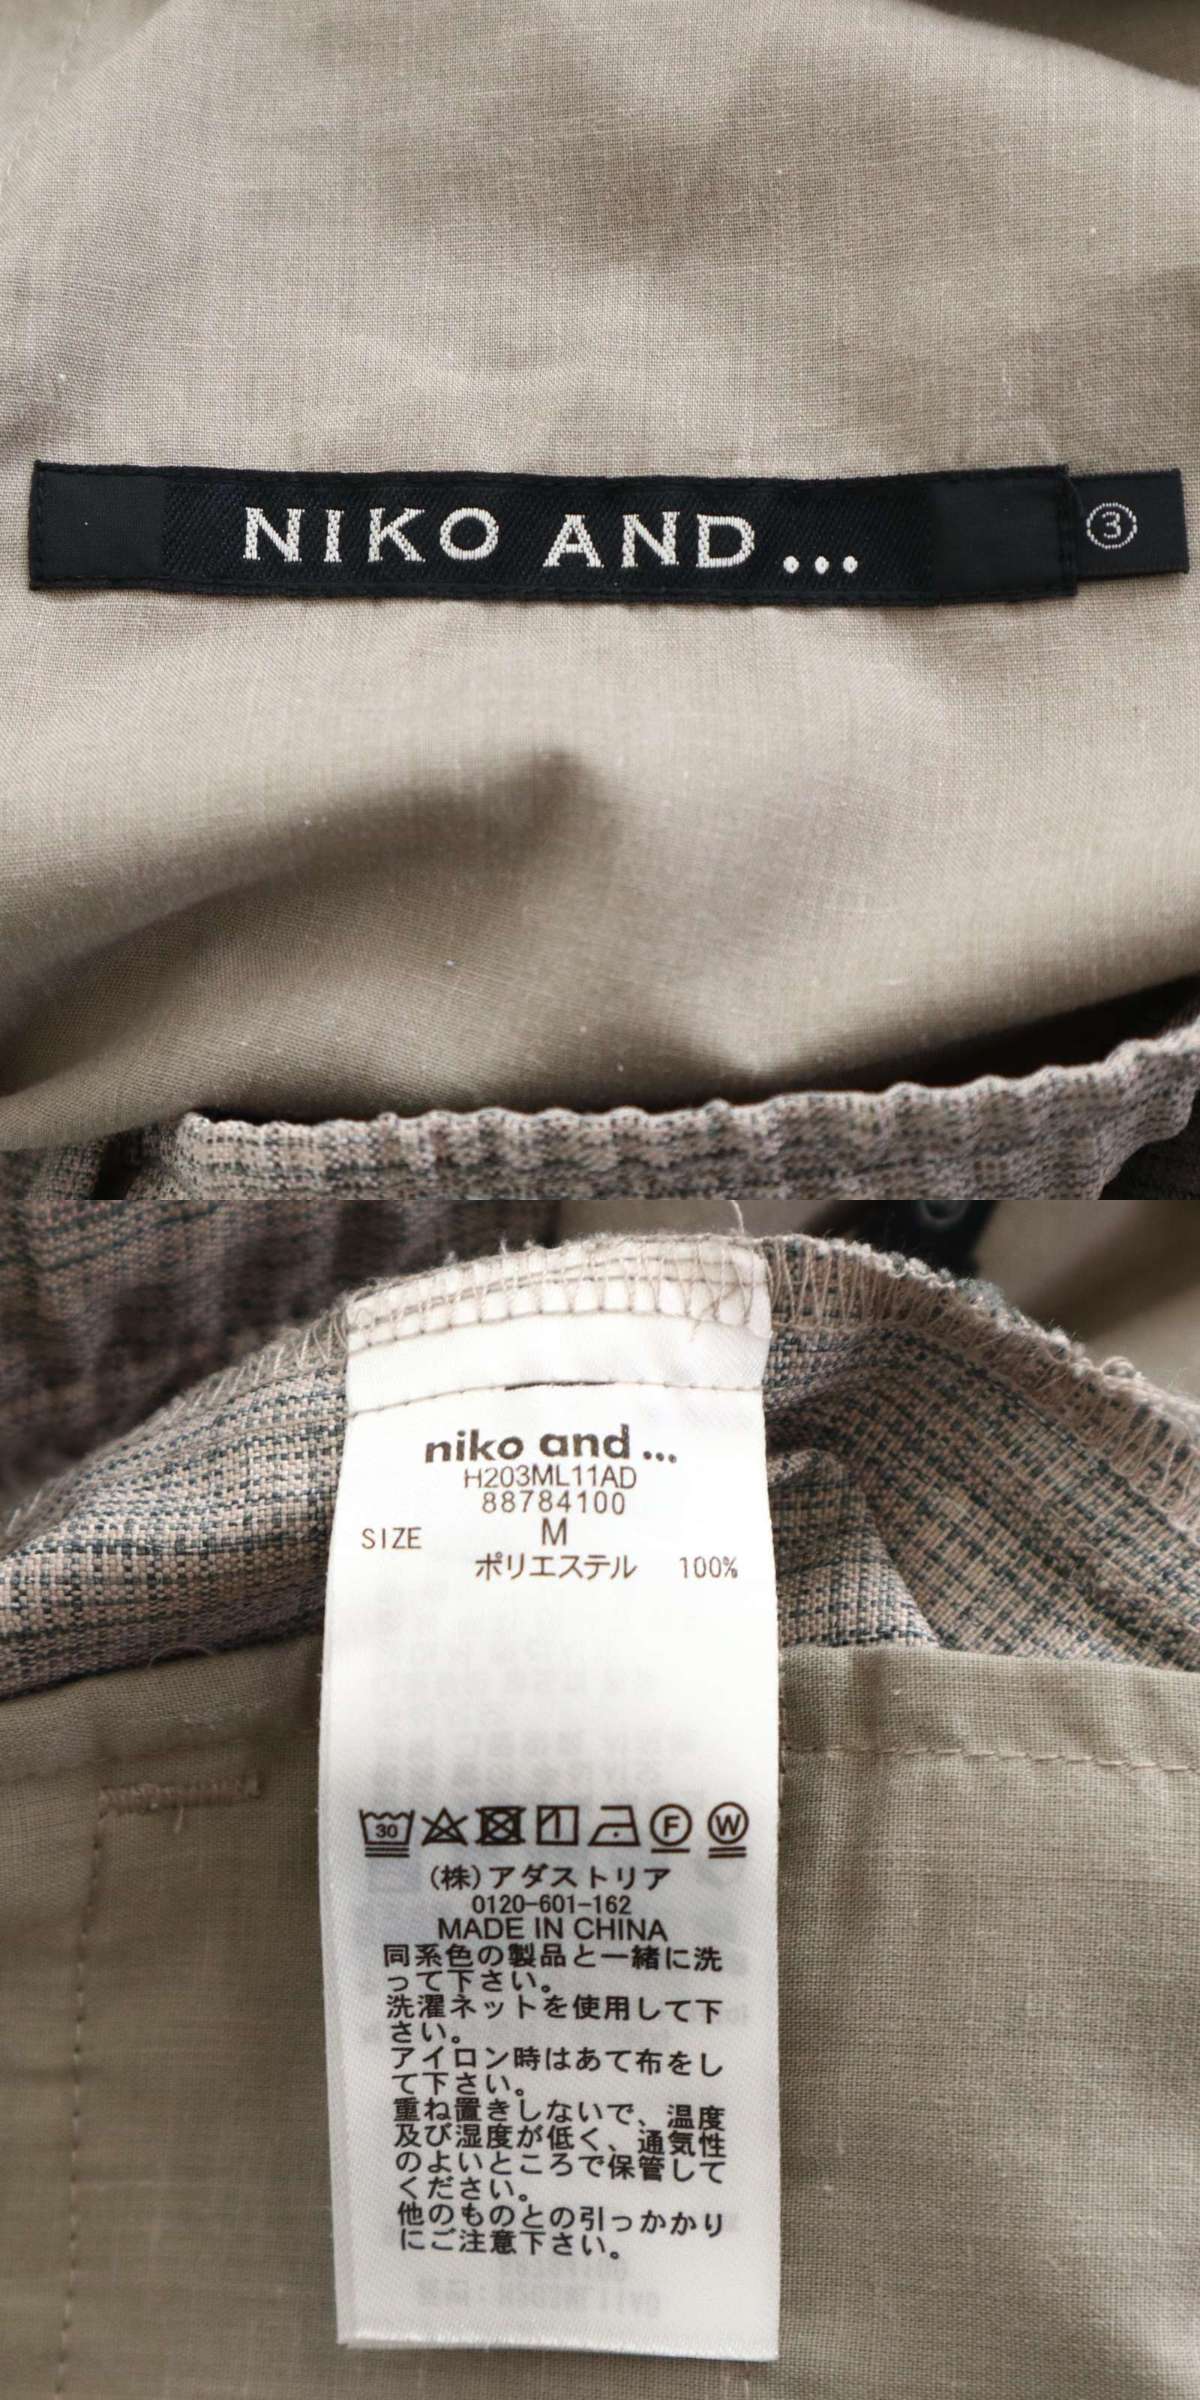 NIKO AND...
③
niko and ...
H203ML11AD
88784100
SIZE M
ポリエステル 100%
30 F W
(株)アダストリア
0120-601-162
MADE IN CHINA
同系色の製品と一緒に洗
って下さい。
洗濯ネットを使用して下
さい。
アイロン時はあて布をし
て下さい。
重ね置きしないで、温度
及び湿度が低く、通気性
のよいところで保管して
ください。
他のものとの引っかかり
にご注意下さい。